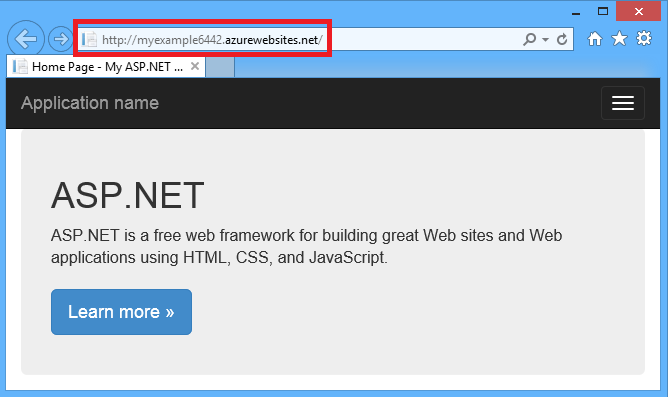 http://myexample6442.azurewebsites.net/
Home Page - My ASP.NET ...
Application name
ASP.NET
ASP.NET is a free web framework for building great Web sites and Web
applications using HTML, CSS, and JavaScript.
Learn more »